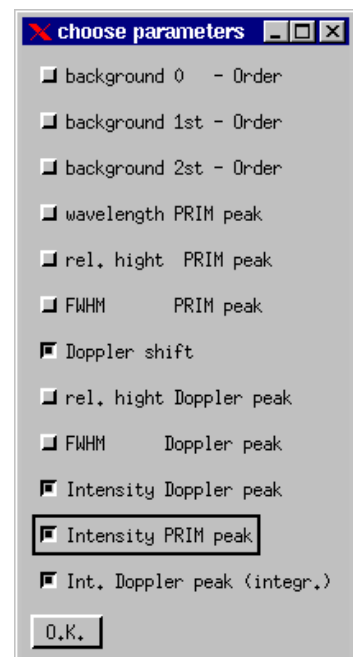 choose parameters
background 0 - Order
background 1st - Order
background 2st - Order
wavelength PRIM peak
rel. hight PRIM peak
FWHM PRIM peak
Doppler shift
rel. hight Doppler peak
FWHM Doppler peak
Intensity Doppler peak
Intensity PRIM peak
Int. Doppler peak (integr.)
O.K.